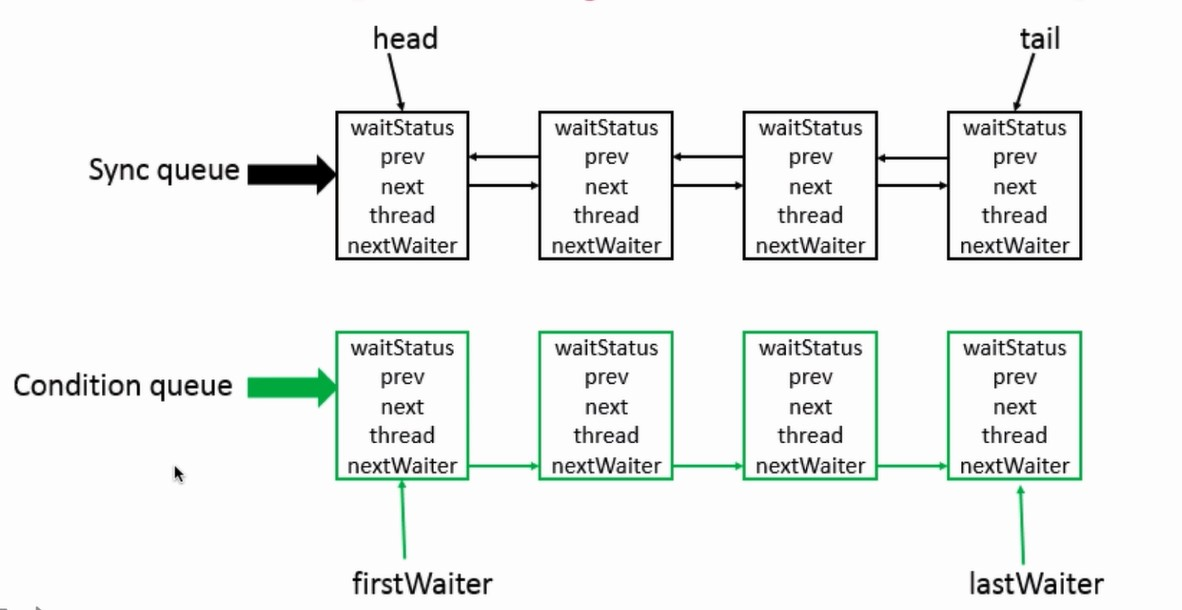 head tail
Sync queue
waitStatus waitStatus waitStatus waitStatus
prev prev prev prev
next next next next
thread thread thread thread
nextWaiter nextWaiter nextWaiter nextWaiter
Condition queue
waitStatus waitStatus waitStatus waitStatus
prev prev prev prev
next next next next
thread thread thread thread
nextWaiter nextWaiter nextWaiter nextWaiter
firstWaiter lastWaiter